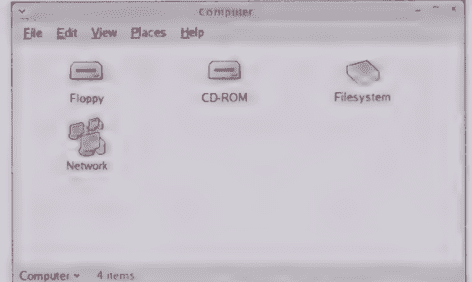 Computer
File Edit View Places Help
Floppy CD-ROM Filesystem
Network
Computer 4 items